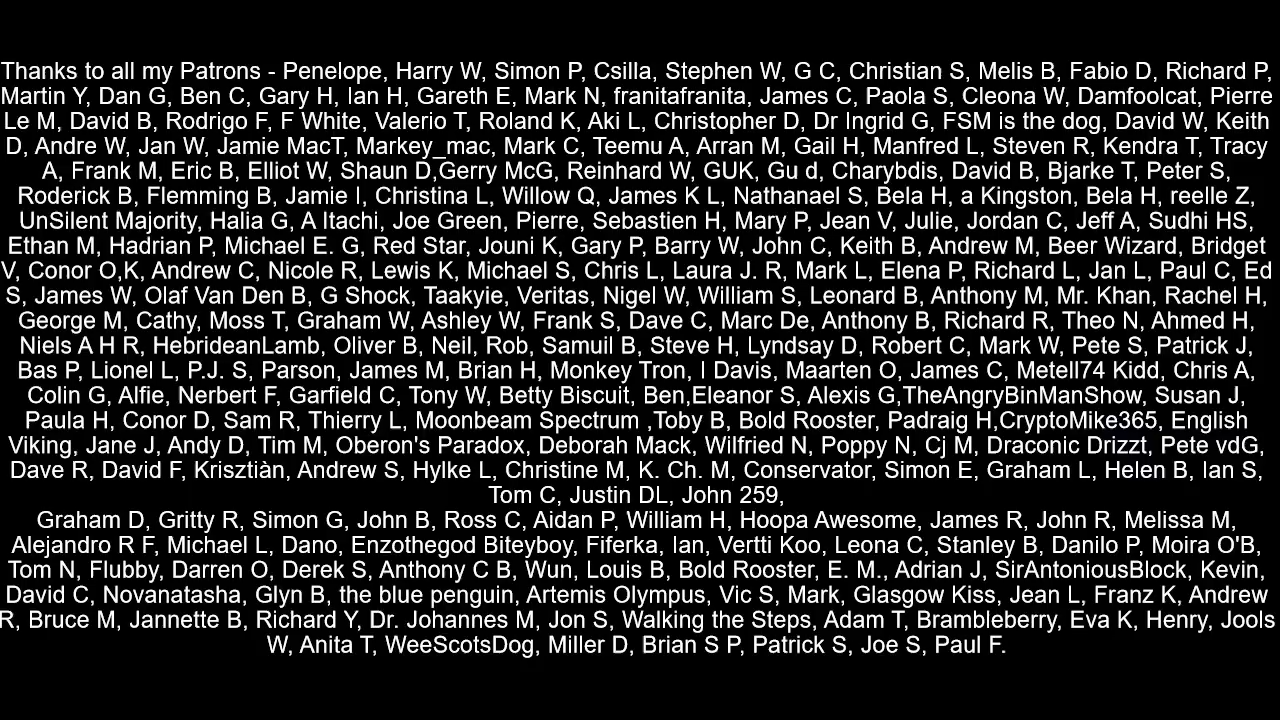 Thanks to all my Patrons - Penelope, Harry W, Simon P, Csilla, Stephen W, G C, Christian S, Melis B, Fabio D, Richard P,
Martin Y, Dan G, Ben C, Gary H, Ian H, Gareth E, Mark N, franitafranita, James C, Paola S, Cleona W, Damfoolcat, Pierre
Le M, David B, Rodrigo F, F White, Valerio T, Roland K, Aki L, Christopher D, Dr Ingrid G, FSM is the dog, David W, Keith
D, Andre W, Jan W, Jamie MacT, Markey_mac, Mark C, Teemu A, Arran M, Gail H, Manfred L, Steven R, Kendra T, Tracy
A, Frank M, Eric B, Elliot W, Shaun D,Gerry McG, Reinhard W, GUK, Gu d, Charybdis, David B, Bjarke T, Peter S,
Roderick B, Flemming B, Jamie I, Christina L, Willow Q, James K L, Nathanael S, Bela H, a Kingston, Bela H, reelle Z,
UnSilent Majority, Halia G, A Itachi, Joe Green, Pierre, Sebastien H, Mary P, Jean V, Julie, Jordan C, Jeff A, Sudhi HS,
Ethan M, Hadrian P, Michael E. G, Red Star, Jouni K, Gary P, Barry W, John C, Keith B, Andrew M, Beer Wizard, Bridget
V, Conor O,K, Andrew C, Nicole R, Lewis K, Michael S, Chris L, Laura J. R, Mark L, Elena P, Richard L, Jan L, Paul C, Ed
S, James W, Olaf Van Den B, G Shock, Taakyie, Veritas, Nigel W, William S, Leonard B, Anthony M, Mr. Khan, Rachel H,
George M, Cathy, Moss T, Graham W, Ashley W, Frank S, Dave C, Marc De, Anthony B, Richard R, Theo N, Ahmed H,
Niels A H R, HebrideanLamb, Oliver B, Neil, Rob, Samuil B, Steve H, Lyndsay D, Robert C, Mark W, Pete S, Patrick J,
Bas P, Lionel L, P.J. S, Parson, James M, Brian H, Monkey Tron, I Davis, Maarten O, James C, Metell74 Kidd, Chris A,
Colin G, Alfie, Nerbert F, Garfield C, Tony W, Betty Biscuit, Ben,Eleanor S, Alexis G,TheAngryBinManShow, Susan J,
Paula H, Conor D, Sam R, Thierry L, Moonbeam Spectrum ,Toby B, Bold Rooster, Padraig H,CryptoMike365, English
Viking, Jane J, Andy D, Tim M, Oberon's Paradox, Deborah Mack, Wilfried N, Poppy N, Cj M, Draconic Drizzt, Pete vdG,
Dave R, David F, Krisztiàn, Andrew S, Hylke L, Christine M, K. Ch. M, Conservator, Simon E, Graham L, Helen B, Ian S,
Tom C, Justin DL, John 259,
Graham D, Gritty R, Simon G, John B, Ross C, Aidan P, William H, Hoopa Awesome, James R, John R, Melissa M,
Alejandro R F, Michael L, Dano, Enzothegod Biteyboy, Fiferka, Ian, Vertti Koo, Leona C, Stanley B, Danilo P, Moira O'B,
Tom N, Flubby, Darren O, Derek S, Anthony C B, Wun, Louis B, Bold Rooster, E. M., Adrian J, SirAntoniousBlock, Kevin,
David C, Novanatasha, Glyn B, the blue penguin, Artemis Olympus, Vic S, Mark, Glasgow Kiss, Jean L, Franz K, Andrew
R, Bruce M, Jannette B, Richard Y, Dr. Johannes M, Jon S, Walking the Steps, Adam T, Brambleberry, Eva K, Henry, Jools
W, Anita T, WeeScotsDog, Miller D, Brian S P, Patrick S, Joe S, Paul F.